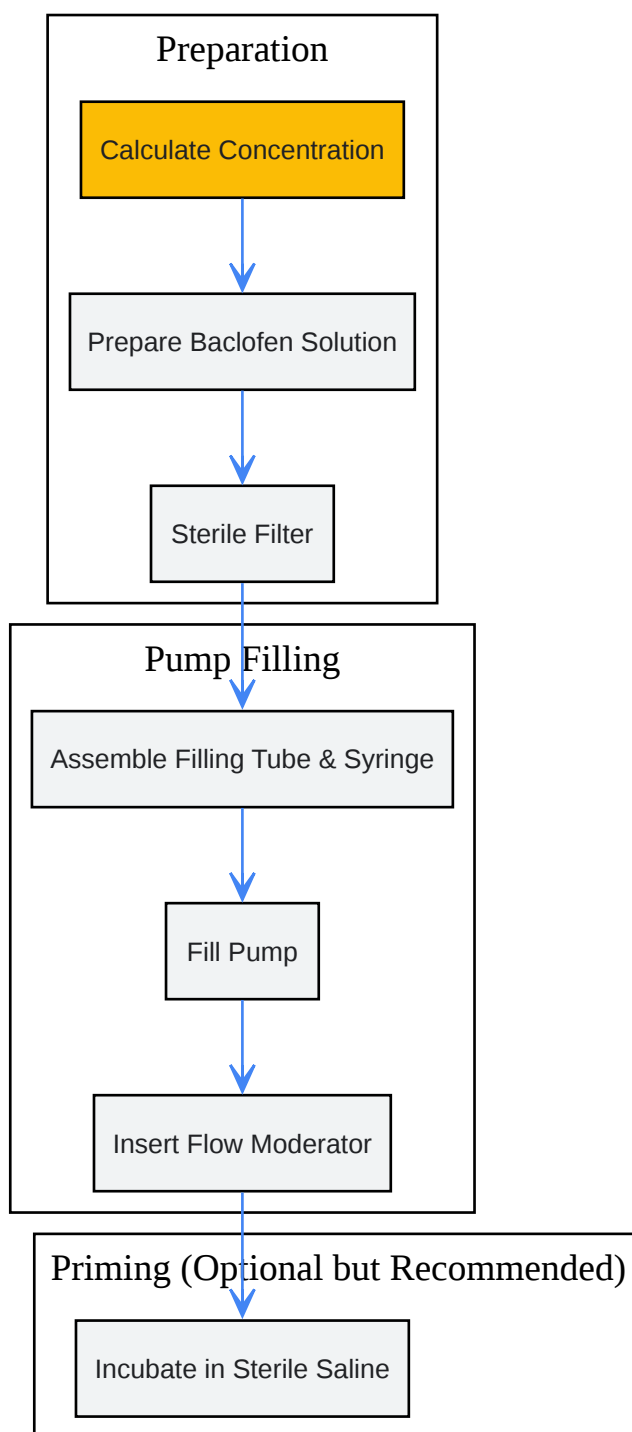 Preparation
Calculate Concentration
Prepare Baclofen Solution
Sterile Filter
Pump Filling
Assemble Filling Tube & Syringe
Fill Pump
Insert Flow Moderator
Priming (Optional but Recommended)
Incubate in Sterile Saline